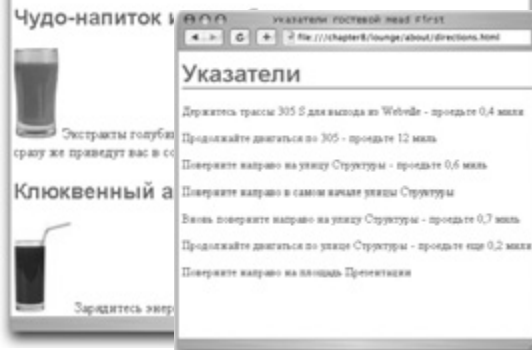 Чудо-напиток
Экстракты голуби
сразу же приведут вас в со
Клюквенный а
Зарядитесь энер
указатели гостевой Head First
file:///chapter8/lounge/about/directions.html
Указатели
Держитесь трассы 305 S для выхода из Webville - проедьте 0,4 мили
Продолжайте двигаться по 305 - проедьте 12 миль
Поверните направо на улицу Структуры - проедьте 0,6 миль
Поверните направо в самом начале улицы Структуры
Вновь поверните направо на улицу Структуры - проедьте 0,7 миль
Продолжайте двигаться по улице Структуры - проедьте еще 0,2 мили
Поверните направо на площадь Презентации